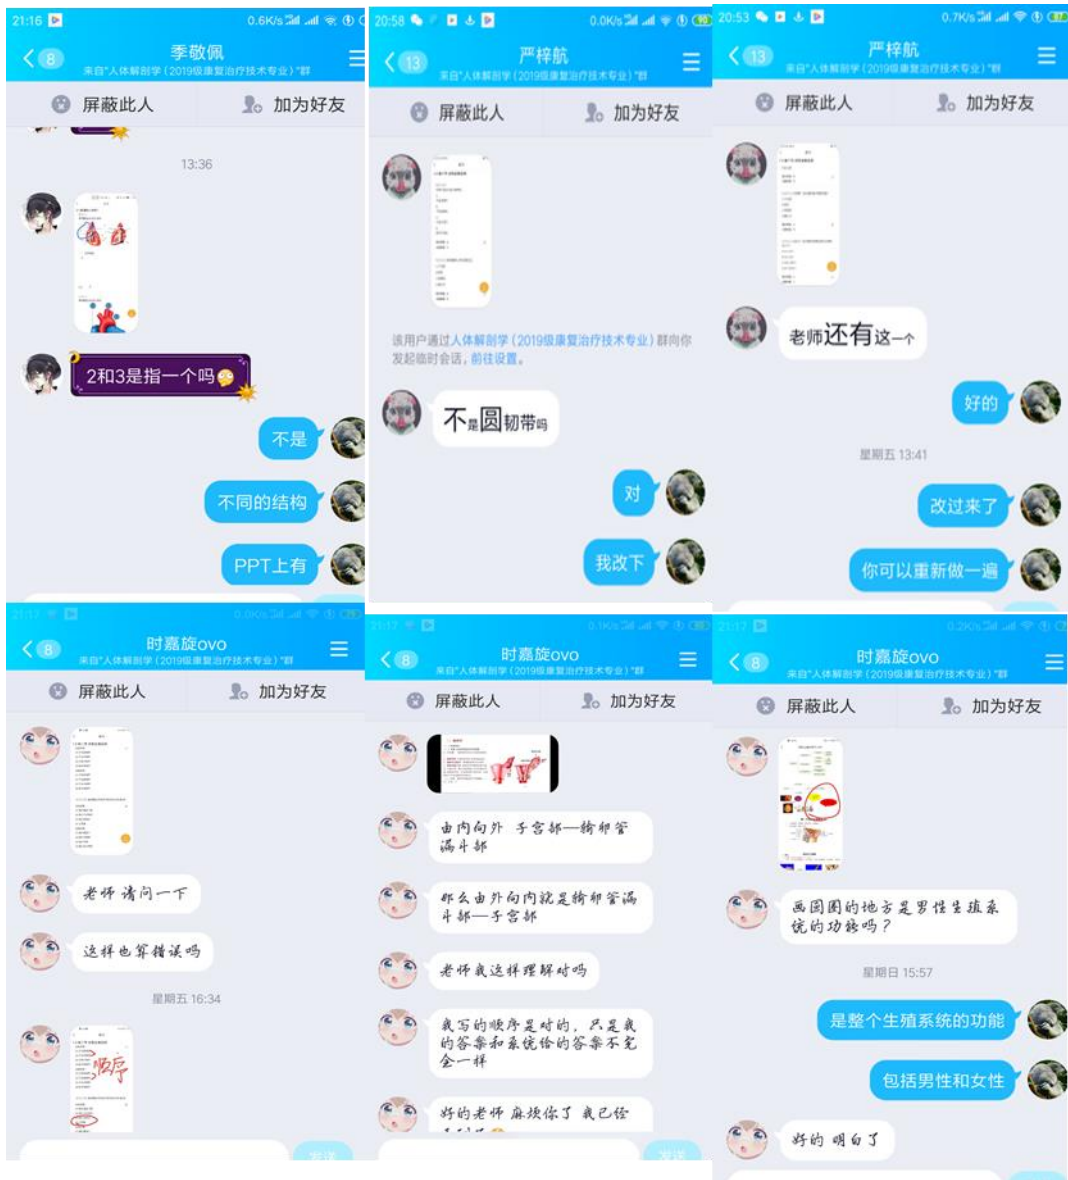 21:16
0.6K/s
8
季敬佩
来自"人体解剖学(2019级康复治疗技术专业)"群
屏蔽此人
加为好友
13:36
2和3是指一个吗
不是
不同的结构
PPT上有
20:58
0.0K/s
90
13
严梓航
来自"人体解剖学(2019级康复治疗技术专业)"群
屏蔽此人
加为好友
该用户通过人体解剖学(2019级康复治疗技术专业)群向你
发起临时会话,前往设置。
不是圆韧带吗
对
我改下
20:53
0.7K/s
87
13
严梓航
来自"人体解剖学(2019级康复治疗技术专业)"群
屏蔽此人
加为好友
老师还有这一个
好的
星期五 13:41
改过来了
你可以重新做一遍
21:17
0.0K/s
8
时嘉旋ovo
来自"人体解剖学(2019级康复治疗技术专业)"群
屏蔽此人
加为好友
老师 请问一下
这样也算错误吗
星期五 16:34
顺序
发送
21:17
0.1K/s
8
时嘉旋ovo
来自"人体解剖学(2019级康复治疗技术专业)"群
屏蔽此人
加为好友
由内向外 子宫部—输卵管
漏斗部
那么由外向内就是输卵管漏
斗部—子宫部
老师我这样理解对吗
我写的顺序是对的,只是我
的答案和系统给的答案不完
全一样
好的老师 麻烦你了 我已经
发送
21:17
0.2K/s
8
时嘉旋ovo
来自"人体解剖学(2019级康复治疗技术专业)"群
屏蔽此人
加为好友
画圆圈的地方是男性生殖系
统的功能吗?
星期日 15:57
是整个生殖系统的功能
包括男性和女性
好的 明白了